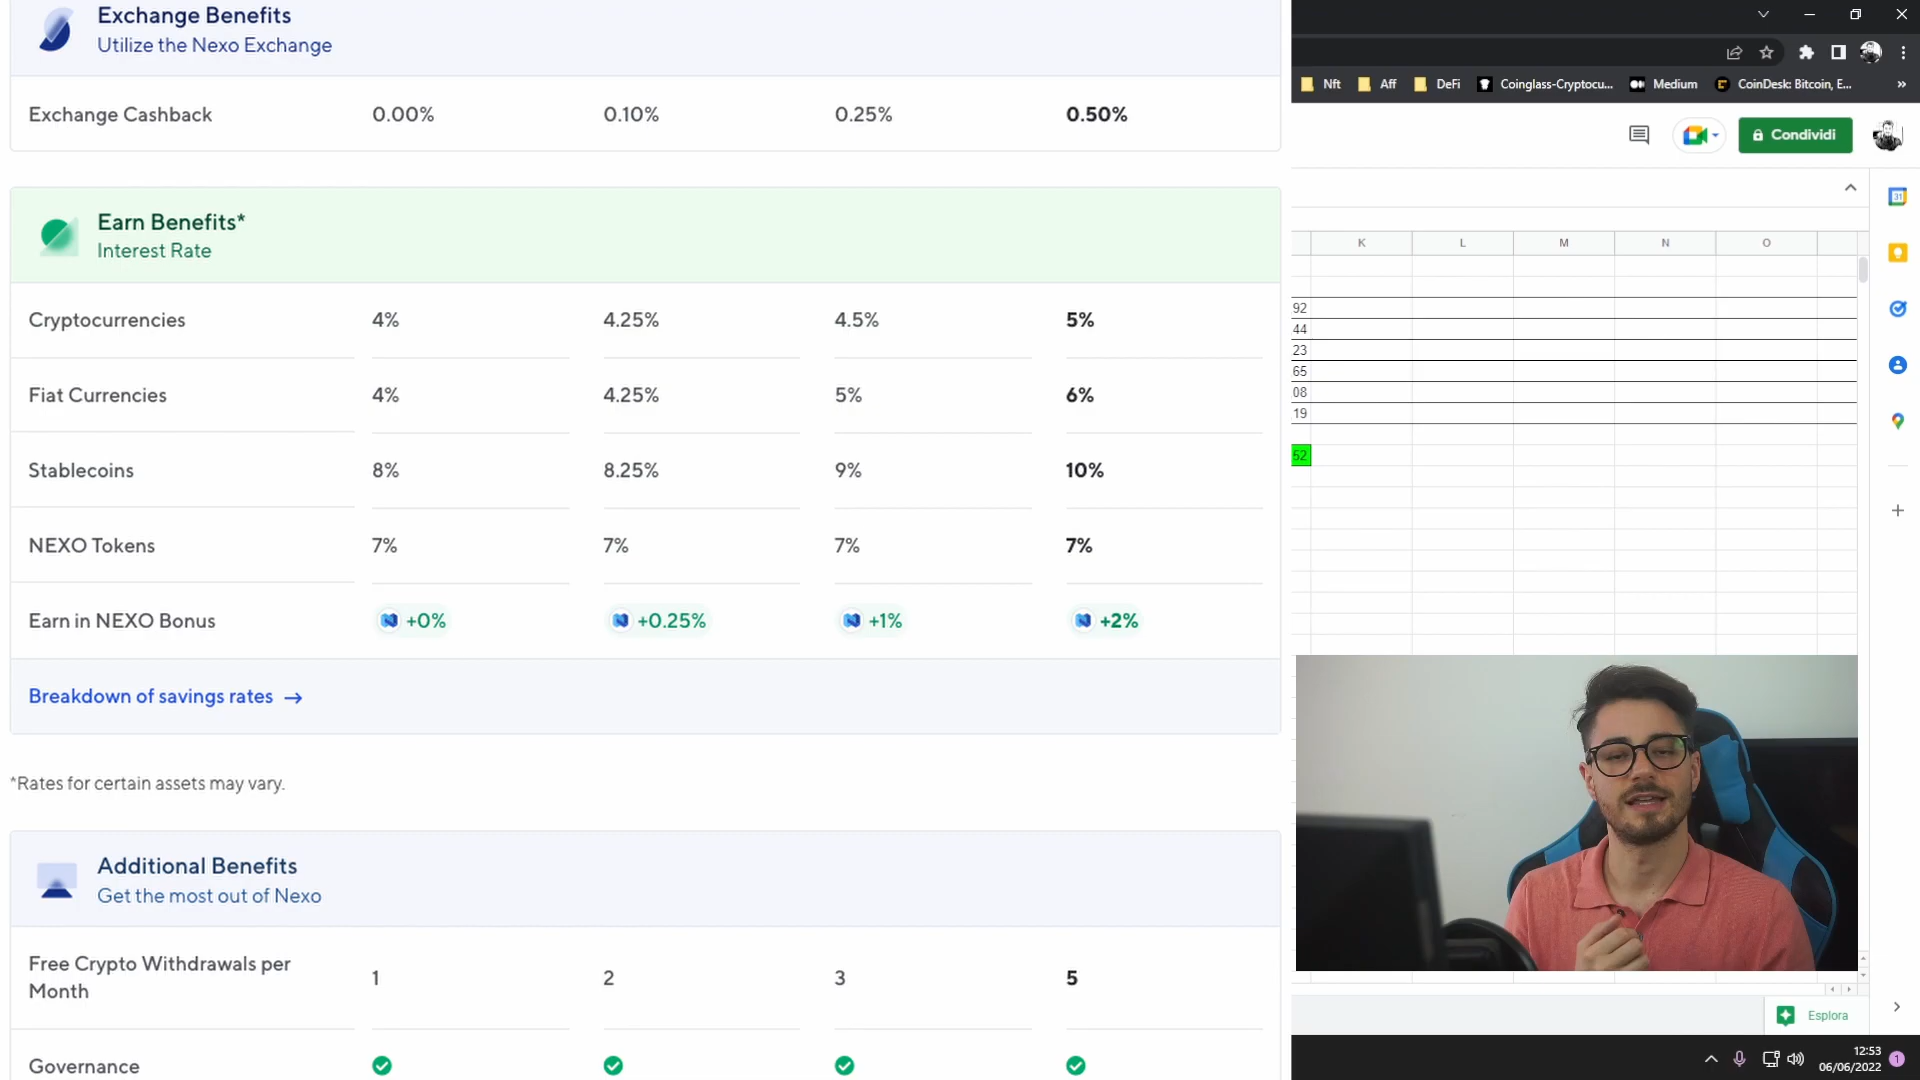 Exchange Benefits
Utilize the Nexo Exchange
Exchange Cashback 0.00% 0.10% 0.25% 0.50%
Earn Benefits*
Interest Rate
Cryptocurrencies 4% 4.25% 4.5% 5%
Fiat Currencies 4% 4.25% 5% 6%
Stablecoins 8% 8.25% 9% 10%
NEXO Tokens 7% 7% 7% 7%
Earn in NEXO Bonus +0% +0.25% +1% +2%
Breakdown of savings rates →
*Rates for certain assets may vary.
Additional Benefits
Get the most out of Nexo
Free Crypto Withdrawals per
Month 1 2 3 5
Governance
Nft Aff DeFi Coinglass-Cryptocu... Medium CoinDesk: Bitcoin, E... »
Condividi
31
K L M N O
92
44
23
65
08
19
52
Esplora
12:53
06/06/2022 1